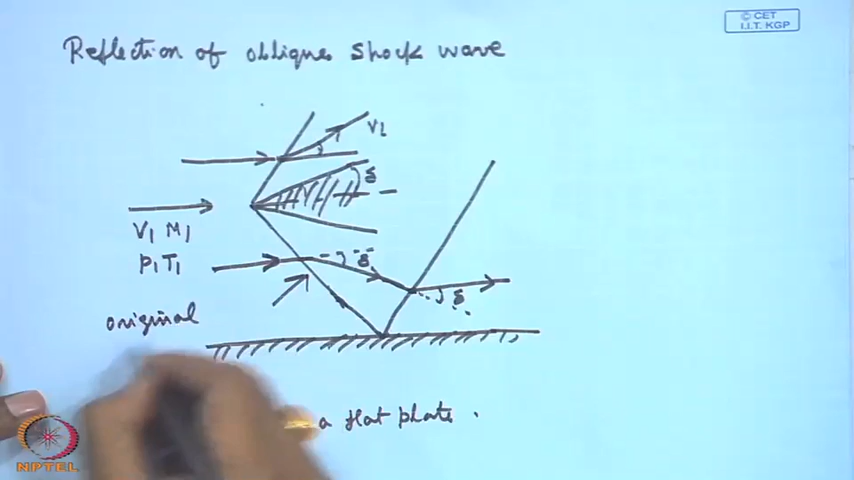 © CET
I.I.T. KGP
Reflection of oblique shock wave
V2
δ
V1 M1
p1 T1
δ
δ
original
a flat plate.
NPTEL